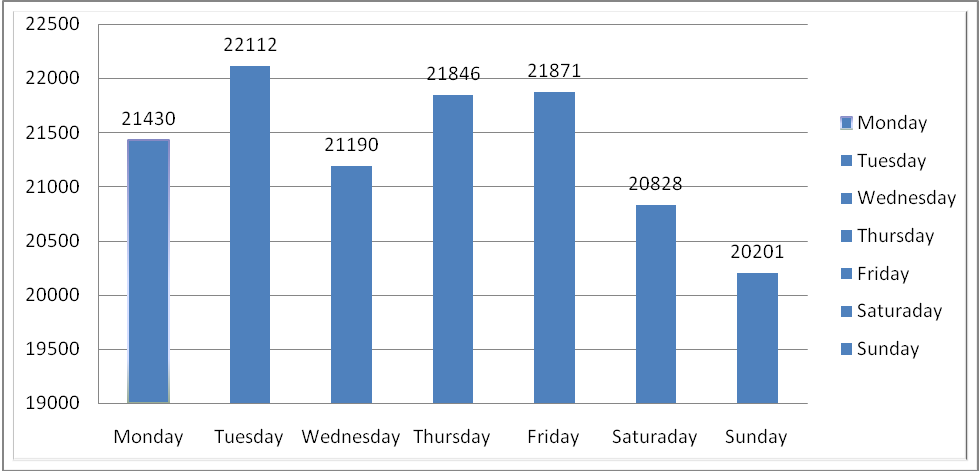 22500
22000
21500
21000
20500
20000
19500
19000
21430
22112
21190
21846
21871
20828
20201
Monday
Tuesday
Wednesday
Thursday
Friday
Saturaday
Sunday
Monday
Tuesday
Wednesday
Thursday
Friday
Saturaday
Sunday